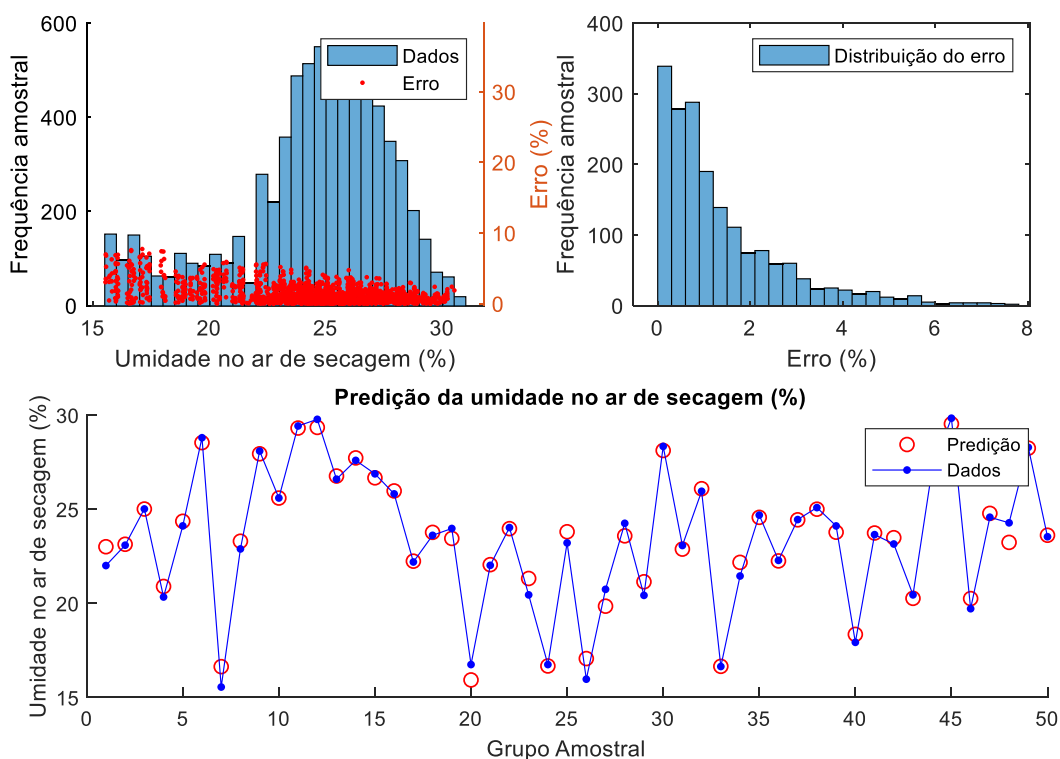 600
400
200
0
Frequência amostral
Dados
Erro
30
20
10
0
Erro (%)
15
20
25
30
Umidade no ar de secagem (%)
400
300
200
100
0
Frequência amostral
Distribuição do erro
0
2
4
6
8
Erro (%)
Predição da umidade no ar de secagem (%)
30
25
20
15
Umidade no ar de secagem (%)
Predição
Dados
0
5
10
15
20
25
30
35
40
45
50
Grupo Amostral